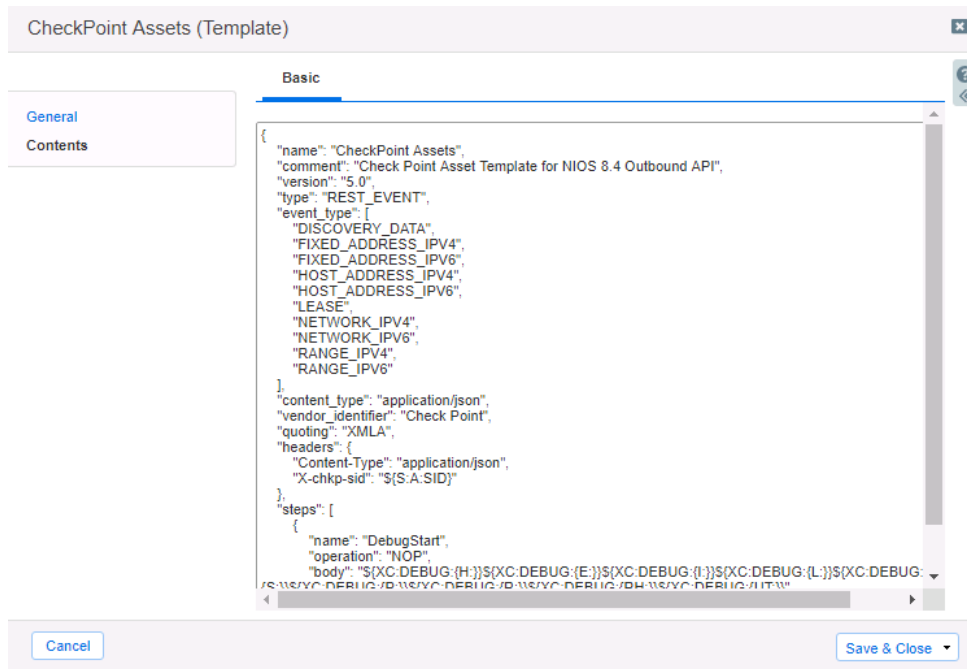 CheckPoint Assets (Template)
Basic
General
Contents
{
"name": "CheckPoint Assets",
"comment": "Check Point Asset Template for NIOS 8.4 Outbound API",
"version": "5.0",
"type": "REST_EVENT",
"event_type": [
"DISCOVERY_DATA",
"FIXED_ADDRESS_IPV4",
"FIXED_ADDRESS_IPV6",
"HOST_ADDRESS_IPV4",
"HOST_ADDRESS_IPV6",
"LEASE",
"NETWORK_IPV4",
"NETWORK_IPV6",
"RANGE_IPV4",
"RANGE_IPV6"
],
"content_type": "application/json",
"vendor_identifier": "Check Point",
"quoting": "XMLA",
"headers": {
"Content-Type": "application/json",
"X-chkp-sid": "${S:A:SID}"
},
"steps": [
{
"name": "DebugStart",
"operation": "NOP",
"body": "${XC:DEBUG:{H:}}${XC:DEBUG:{E:}}${XC:DEBUG:{I:}}${XC:DEBUG:{L:}}${XC:DEBUG:
Cancel
Save & Close